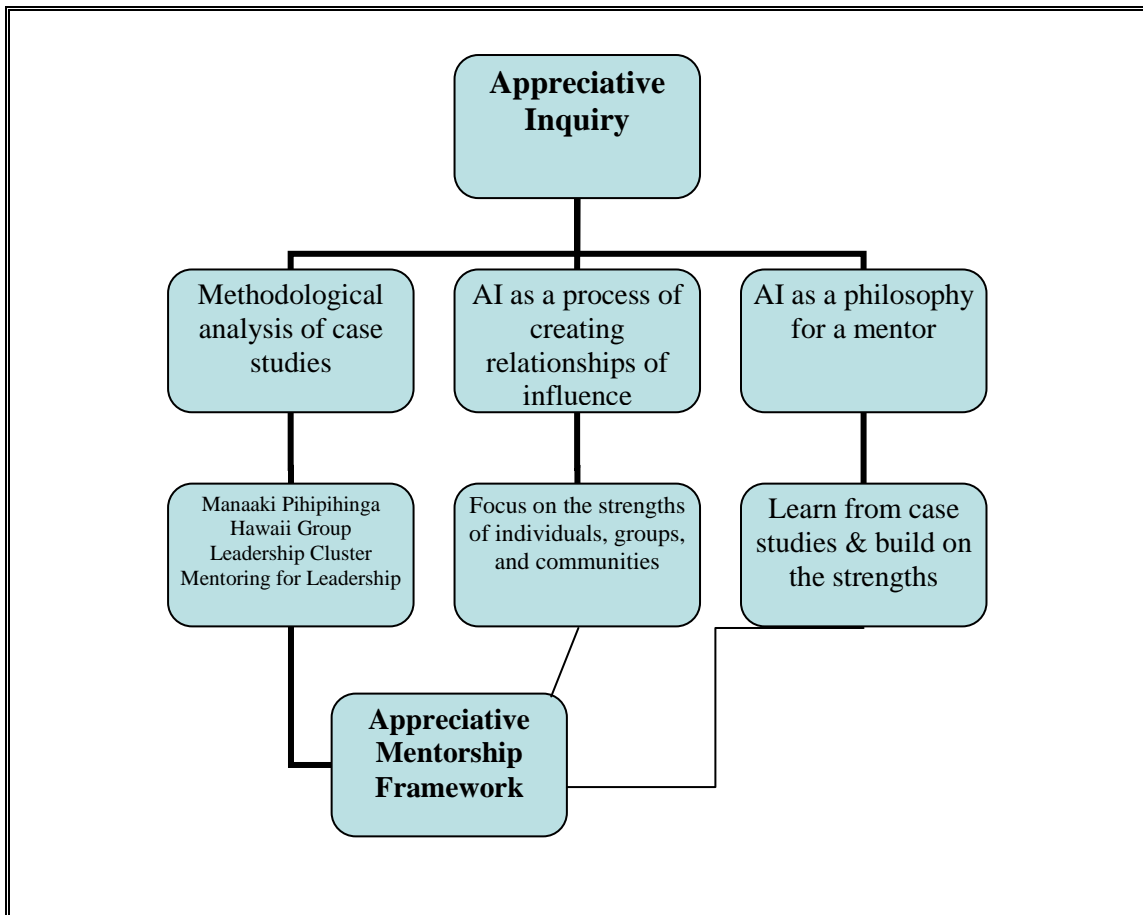 Appreciative
Inquiry
Methodological
analysis of case
studies
AI as a process of
creating
relationships of
influence
AI as a philosophy
for a mentor
Manaaki Pihipihinga
Hawaii Group
Leadership Cluster
Mentoring for Leadership
Focus on the strengths
of individuals, groups,
and communities
Learn from case
studies & build on
the strengths
Appreciative
Mentorship
Framework